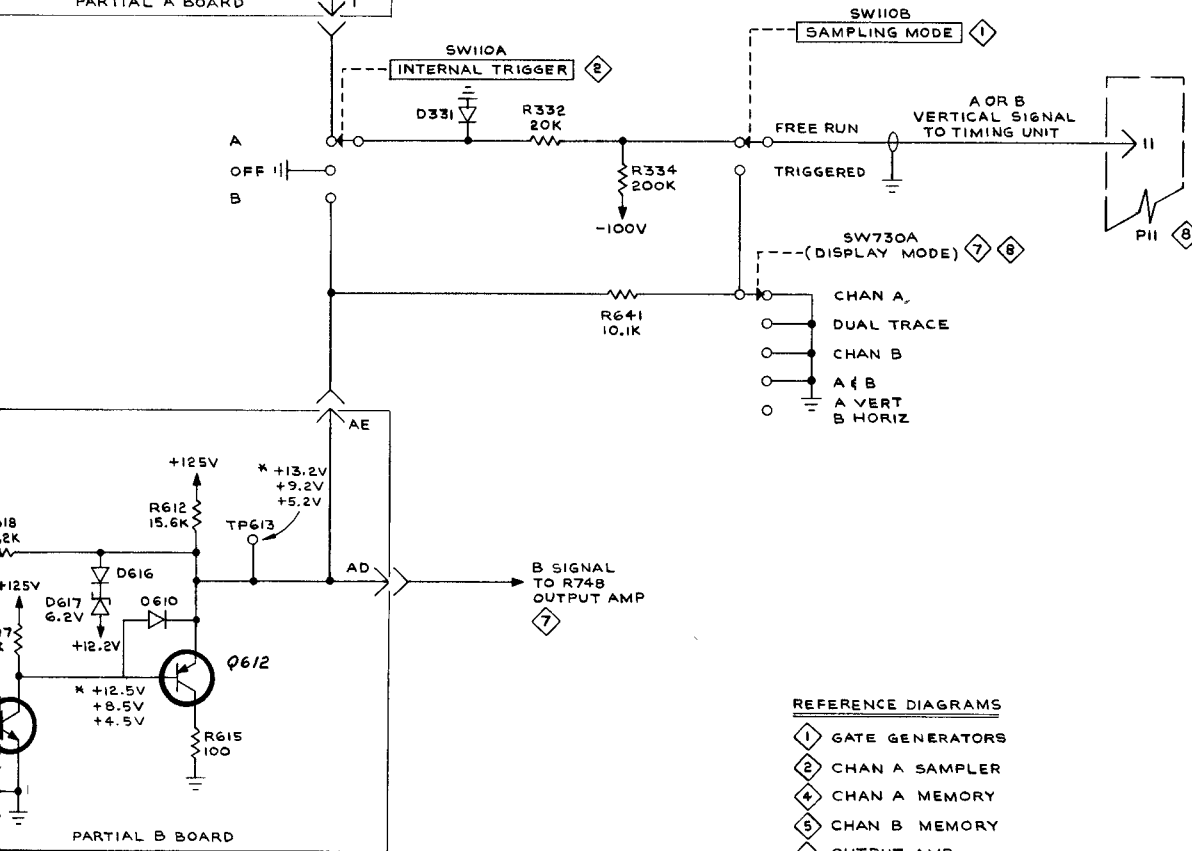 PARTIAL A BOARD
SW110B
SAMPLING MODE
1
SW110A
INTERNAL TRIGGER
2
D331
R332
20K
A OR B
VERTICAL SIGNAL
TO TIMING UNIT
A
FREE RUN
11
OFF
R334
200K
TRIGGERED
B
-100V
P11
8
SW730A
(DISPLAY MODE)
7
8
CHAN A
R641
10.1K
DUAL TRACE
CHAN B
A & B
A VERT
B HORIZ
AE
+125V
* +13.2V
+9.2V
+5.2V
R612
15.6K
TP613
618
.2K
D616
AD
B SIGNAL
TO R748
OUTPUT AMP
7
+125V
D617
6.2V
D610
+12.2V
Q612
* +12.5V
+8.5V
+4.5V
R615
100
PARTIAL B BOARD
REFERENCE DIAGRAMS
1 GATE GENERATORS
2 CHAN A SAMPLER
4 CHAN A MEMORY
5 CHAN B MEMORY
OUTPUT AMP